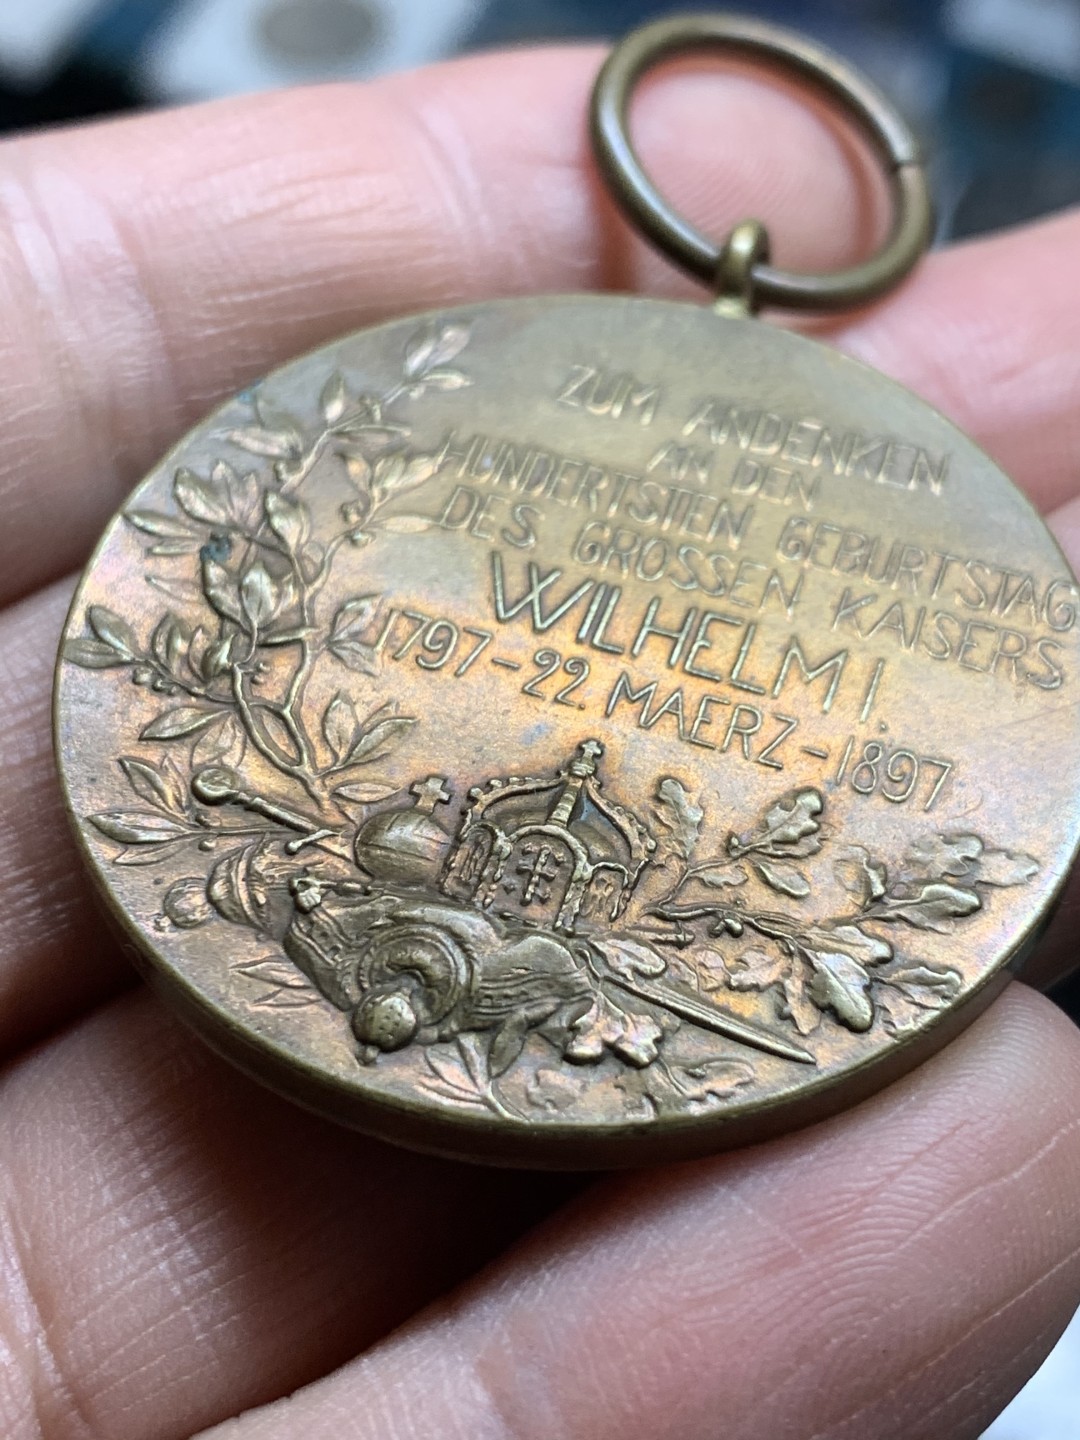 ZUM ANDENKEN
AN DEN
HUNDERTSTEN GEBURTSTAG
DES GROSSEN KAISERS
WILHELM I.
1797-22. MAERZ-1897